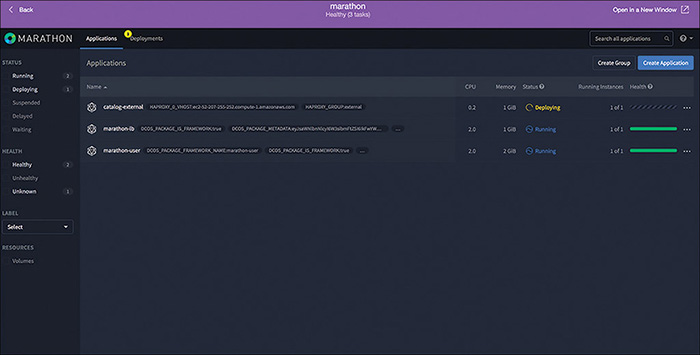 Back
marathon
Healthy (3 tasks)
Open in a New Window
MARATHON
Applications
1
Deployments
Search all applications
STATUS
Running 2
Deploying 1
Suspended
Delayed
Waiting
HEALTH
Healthy 2
Unhealthy
Unknown 1
LABEL
Select
RESOURCES
Volumes
Applications
Create Group
Create Application
Name CPU Memory Status Running Instances Health
catalog-external HAPROXY_0_VHOST:ec2-52-207-255-252.compute-1.amazonaws.com HAPROXY_GROUP:external 0.2 1 GiB Deploying 1 of 1
marathon-lb DCOS_PACKAGE_IS_FRAMEWORK:true 2.0 1 GiB Running 1 of 1
marathon-user DCOS_PACKAGE_FRAMEWORK_NAME:marathon-user DCOS_PACKAGE_IS_FRAMEWORK:true ... 2.0 2 GiB Running 1 of 1